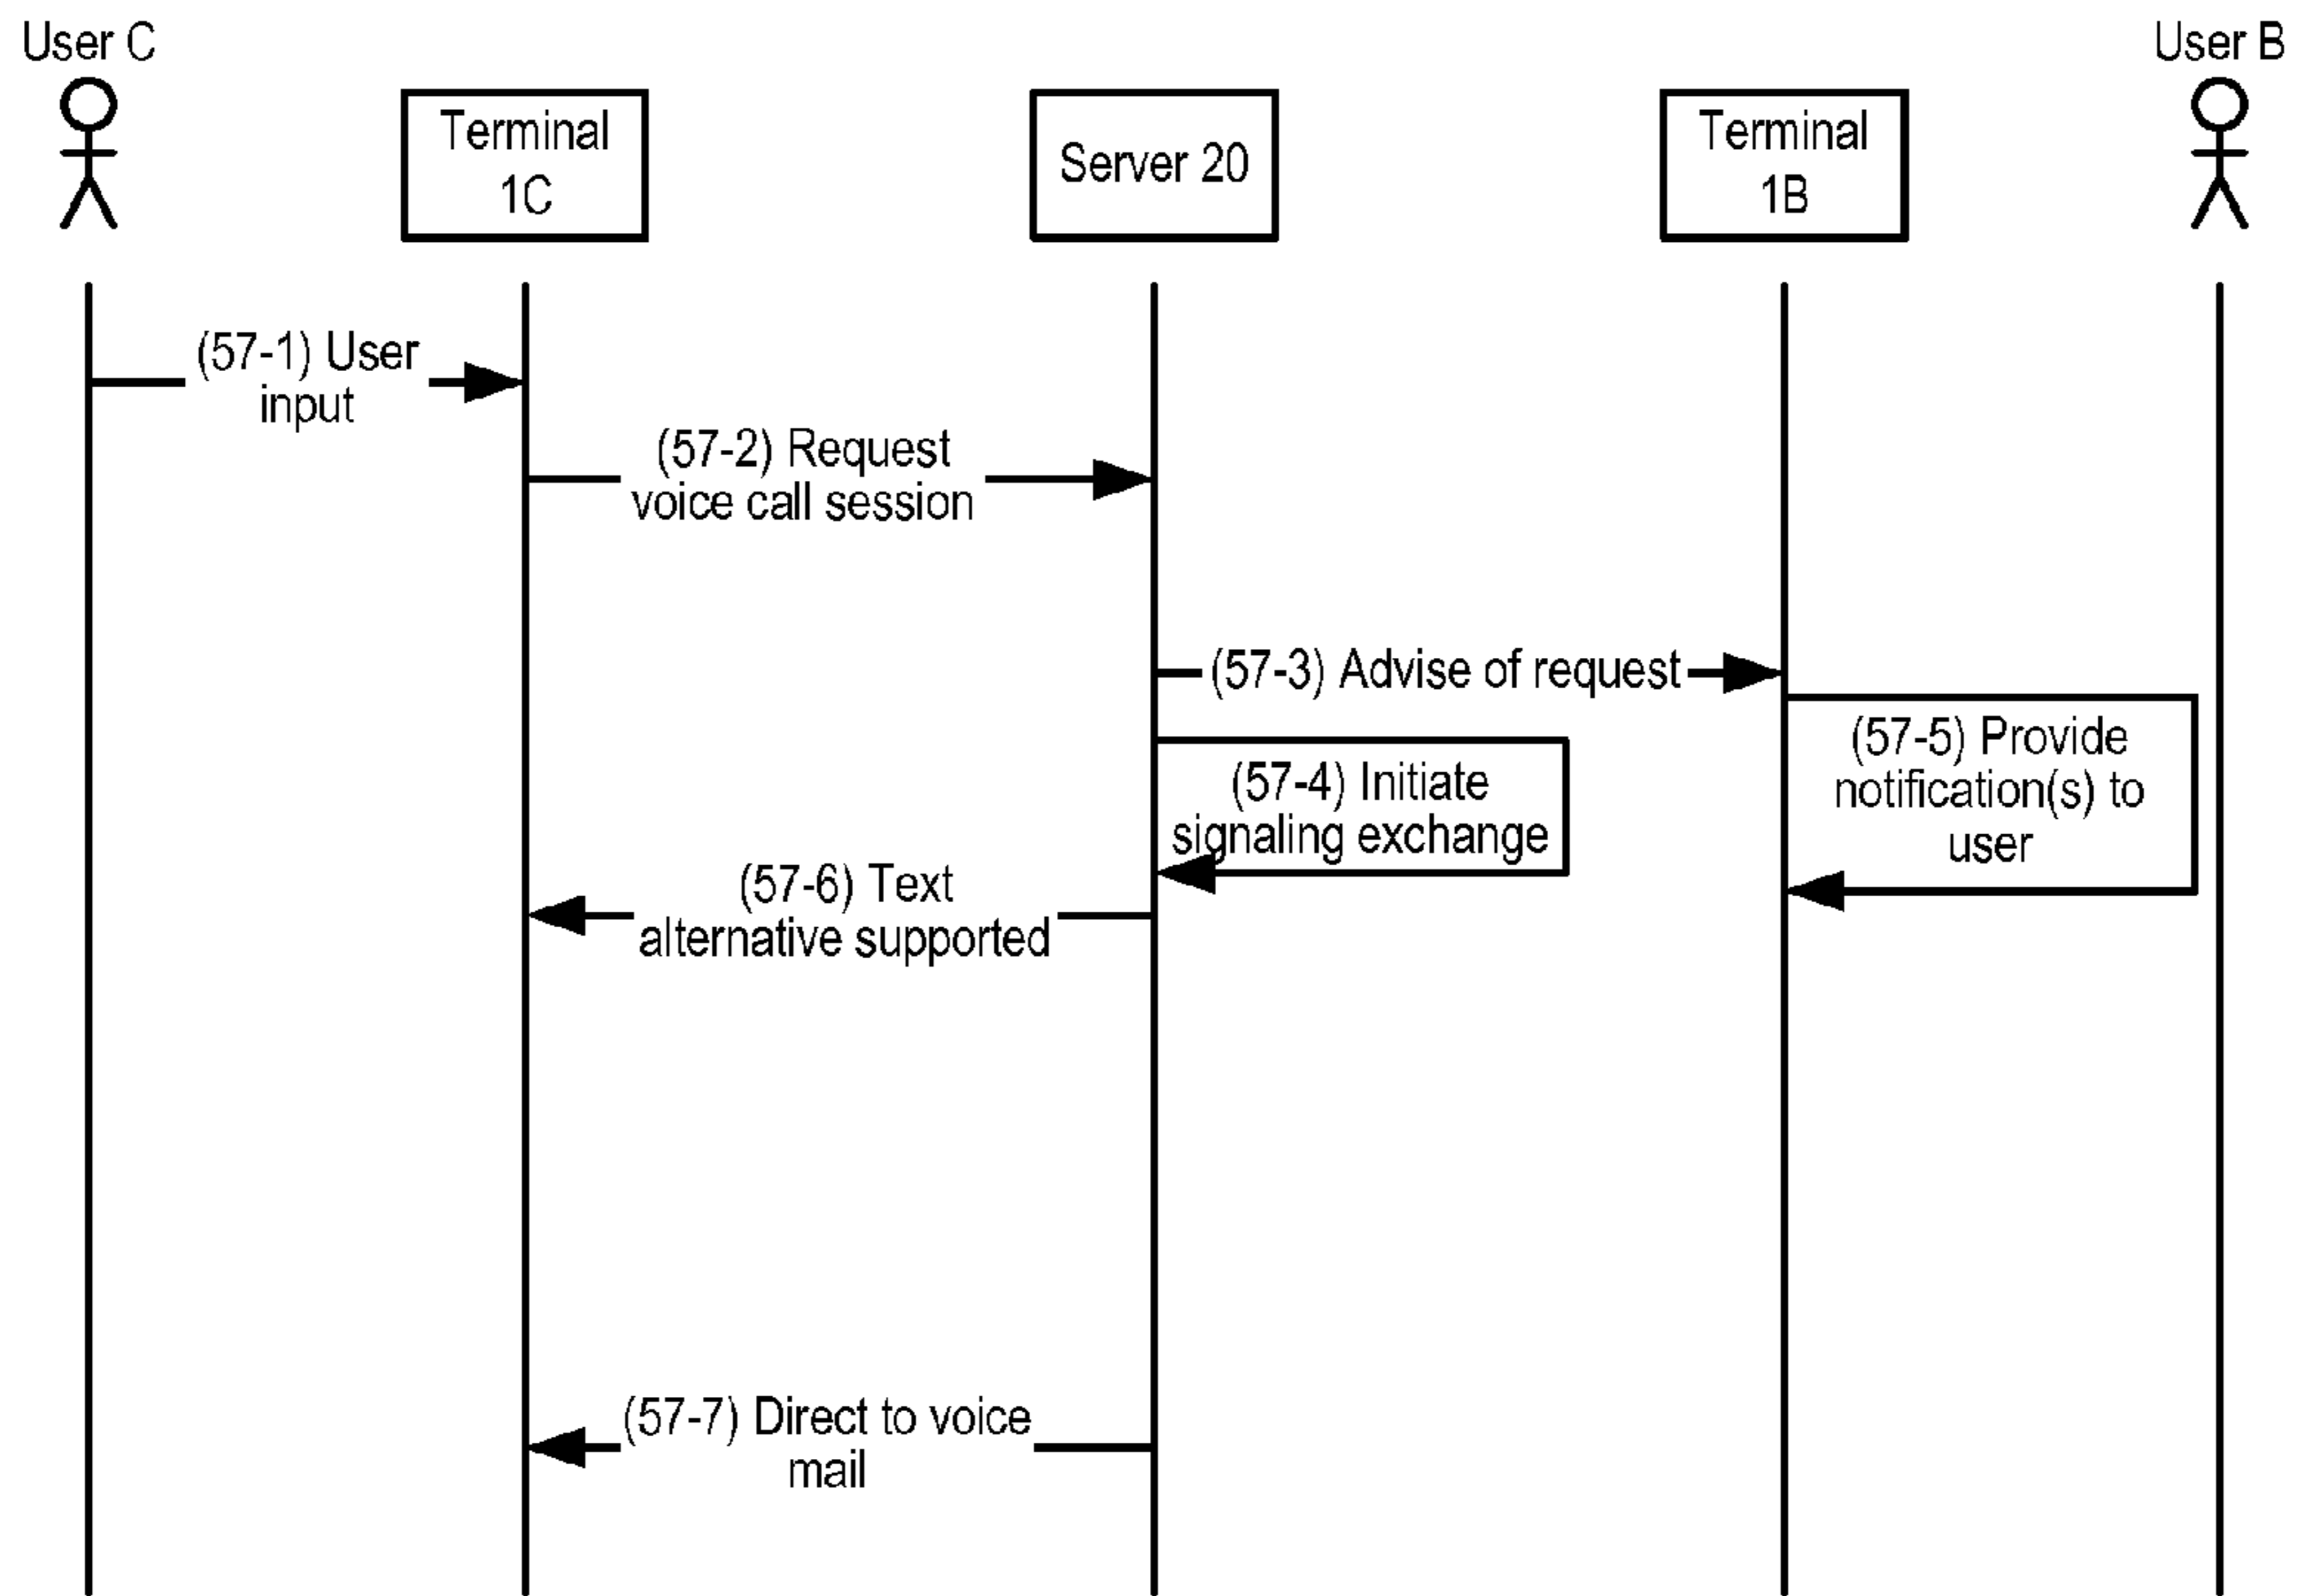 User C
User B
Terminal
1C
Server 20
Terminal
1B
(57-1) User
input
(57-2) Request
voice call session
(57-3) Advise of request
(57-4) Initiate
signaling exchange
(57-5) Provide
notification(s) to
user
(57-6) Text
alternative supported
(57-7) Direct to voice
mail